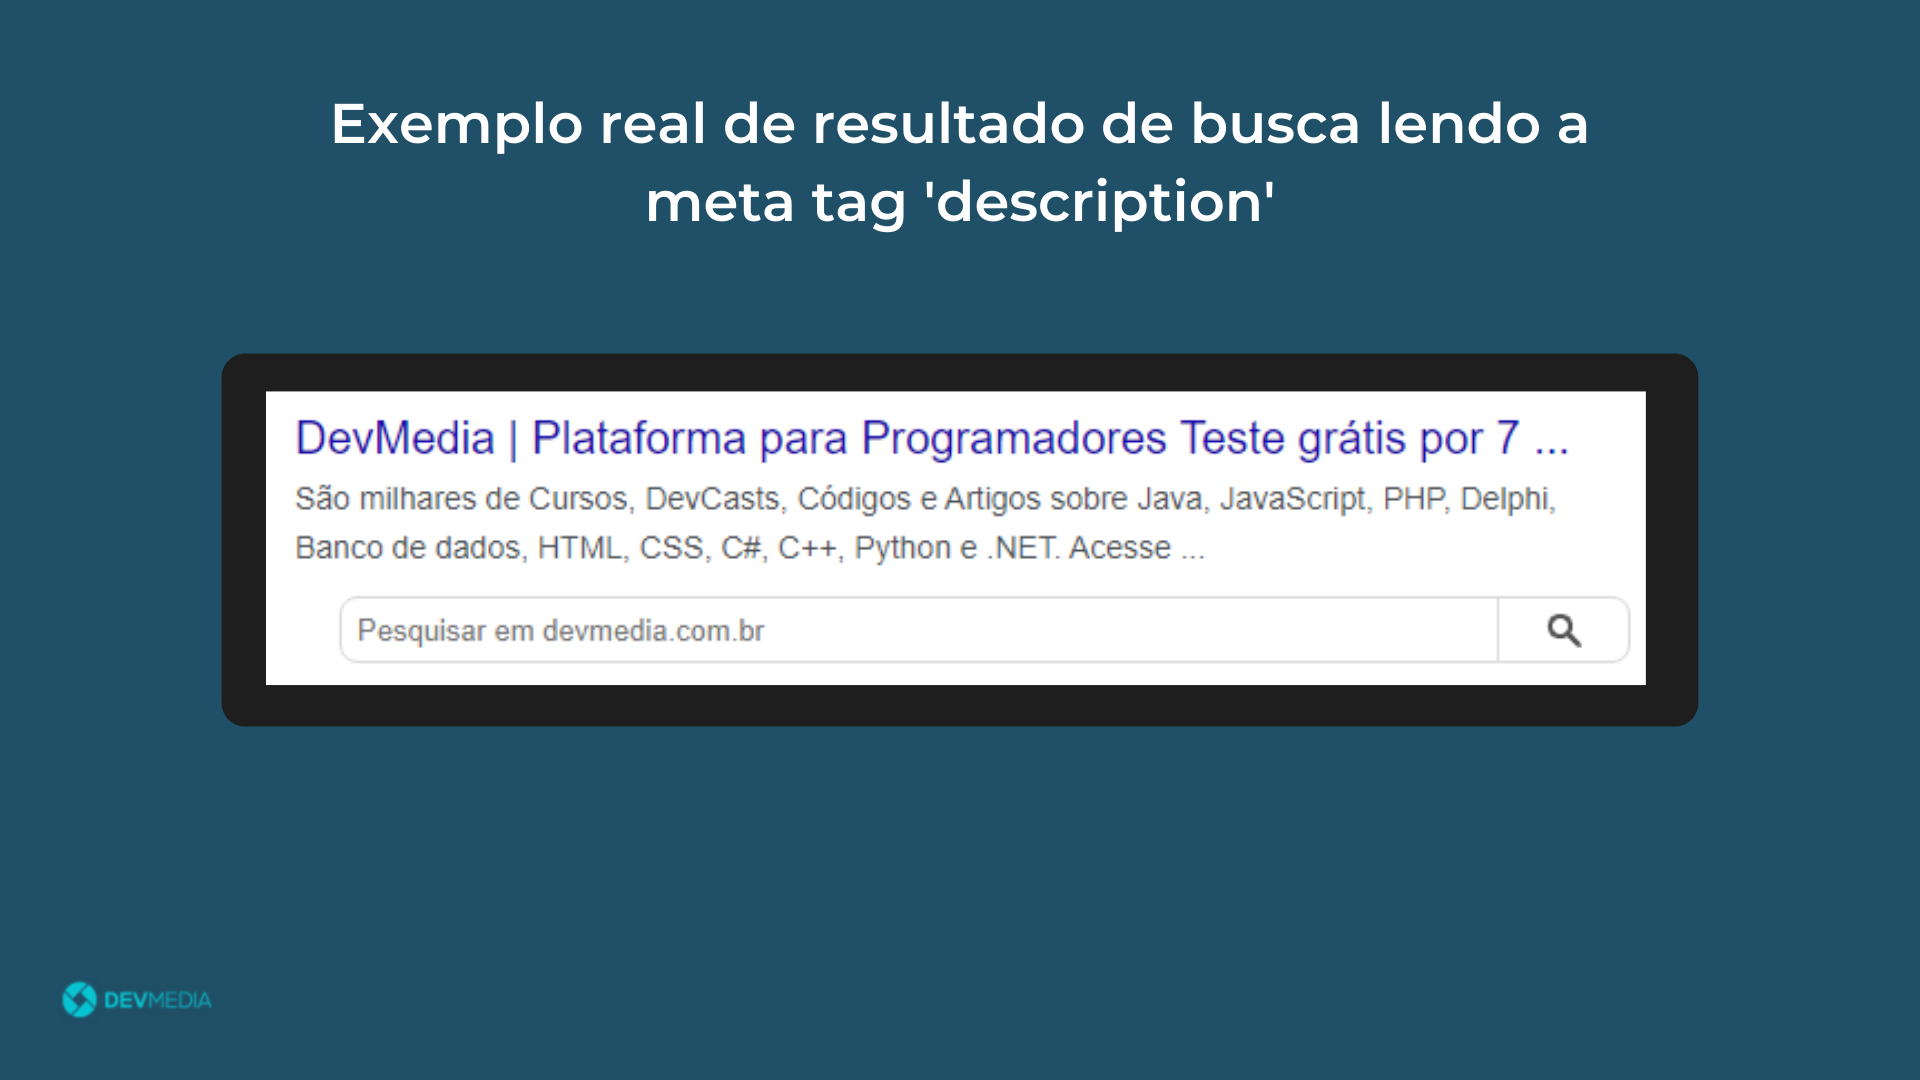 Exemplo real de resultado de busca lendo a
meta tag 'description'
DevMedia | Plataforma para Programadores Teste grátis por 7 ...
São milhares de Cursos, DevCasts, Códigos e Artigos sobre Java, JavaScript, PHP, Delphi,
Banco de dados, HTML, CSS, C#, C++, Python e .NET. Acesse ...
Pesquisar em devmedia.com.br
DEVMEDIA